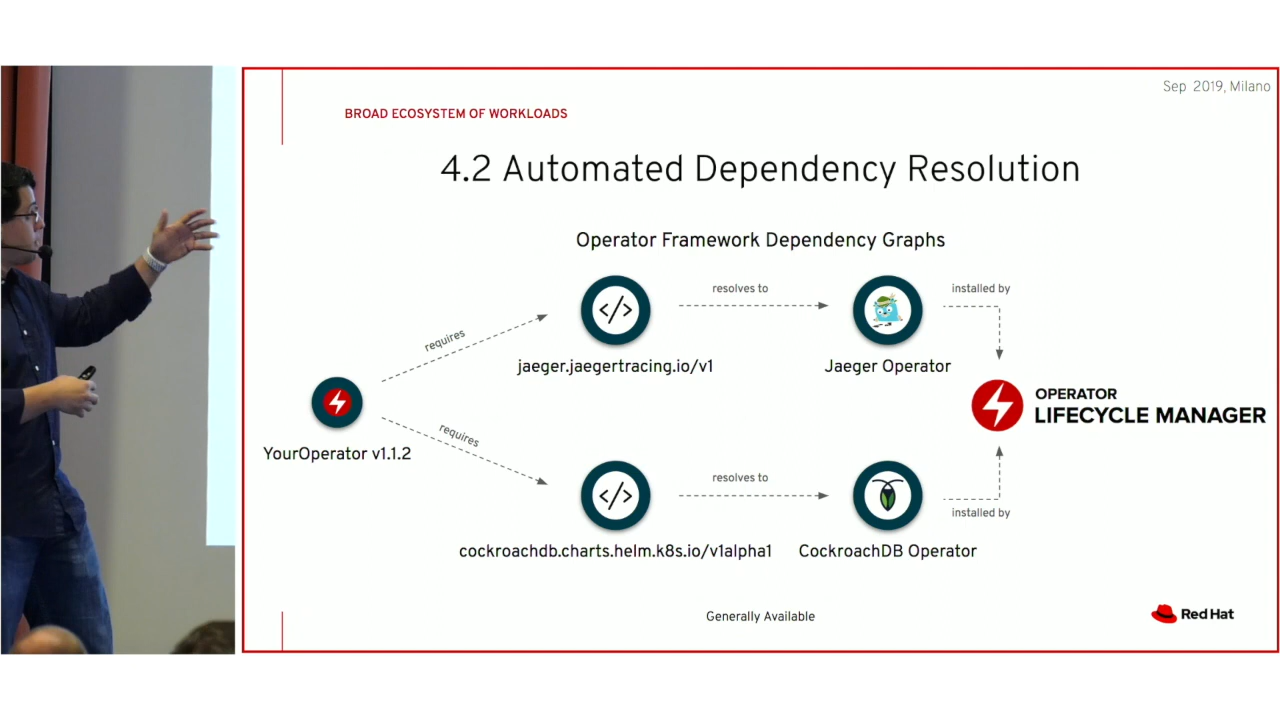 Sep 2019, Milano
BROAD ECOSYSTEM OF WORKLOADS
4.2 Automated Dependency Resolution
Operator Framework Dependency Graphs
requires
</>
jaeger.jaegertracing.io/v1
resolves to
Jaeger Operator
installed by
YourOperator v1.1.2
OPERATOR
LIFECYCLE MANAGER
requires
</>
cockroachdb.charts.helm.k8s.io/v1alpha1
resolves to
CockroachDB Operator
installed by
Generally Available
Red Hat